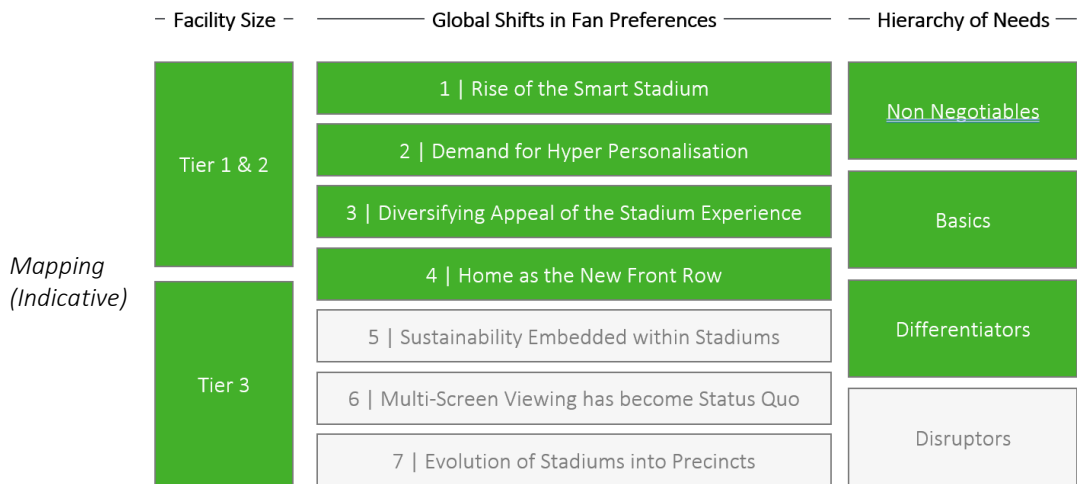 Facility Size
Global Shifts in Fan Preferences
Hierarchy of Needs
Mapping
(Indicative)
Tier 1 & 2
Tier 3
1 | Rise of the Smart Stadium
2 | Demand for Hyper Personalisation
3 | Diversifying Appeal of the Stadium Experience
4 | Home as the New Front Row
5 | Sustainability Embedded within Stadiums
6 | Multi-Screen Viewing has become Status Quo
7 | Evolution of Stadiums into Precincts
Non Negotiables
Basics
Differentiators
Disruptors